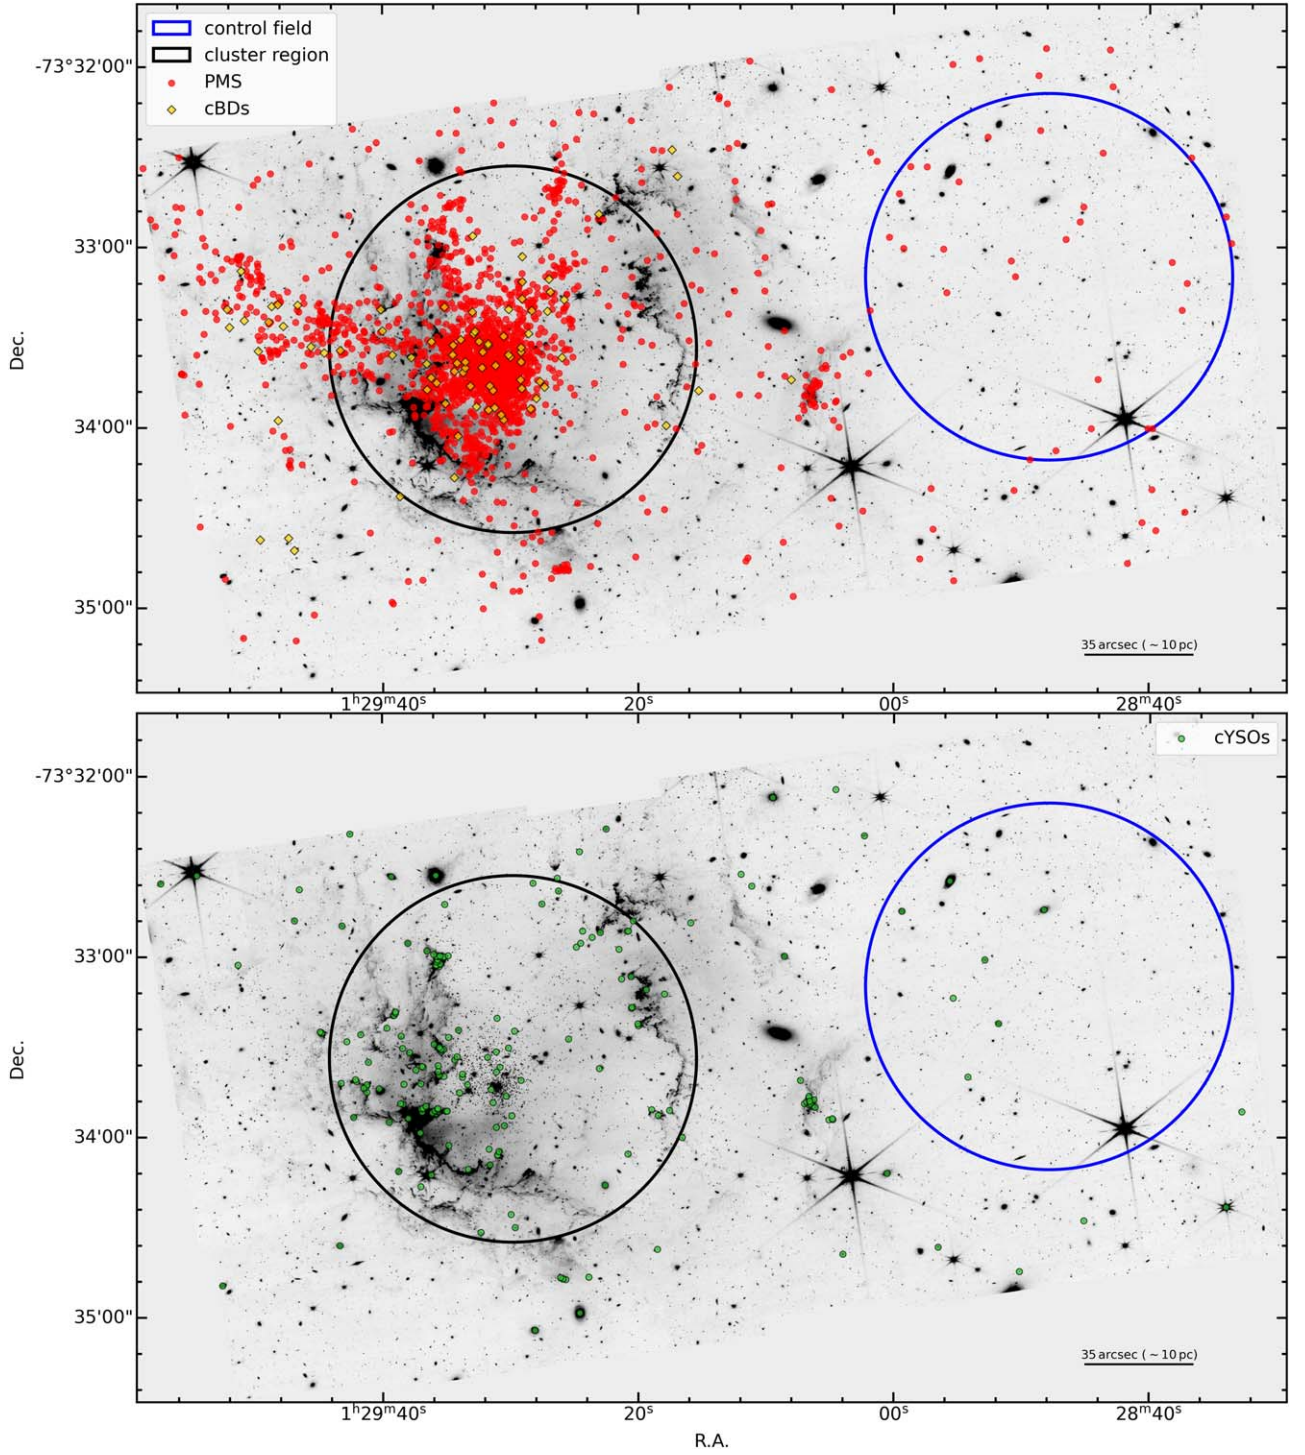 control field
cluster region
PMS
cBDs
-73°32'00"
33'00"
34'00"
35'00"
Dec.
35 arcsec ( ~ 10 pc)
1ʰ29ᵐ40ˢ
20ˢ
00ˢ
28ᵐ40ˢ
cYSOs
-73°32'00"
33'00"
34'00"
35'00"
Dec.
35 arcsec ( ~ 10 pc)
1ʰ29ᵐ40ˢ
20ˢ
00ˢ
28ᵐ40ˢ
R.A.